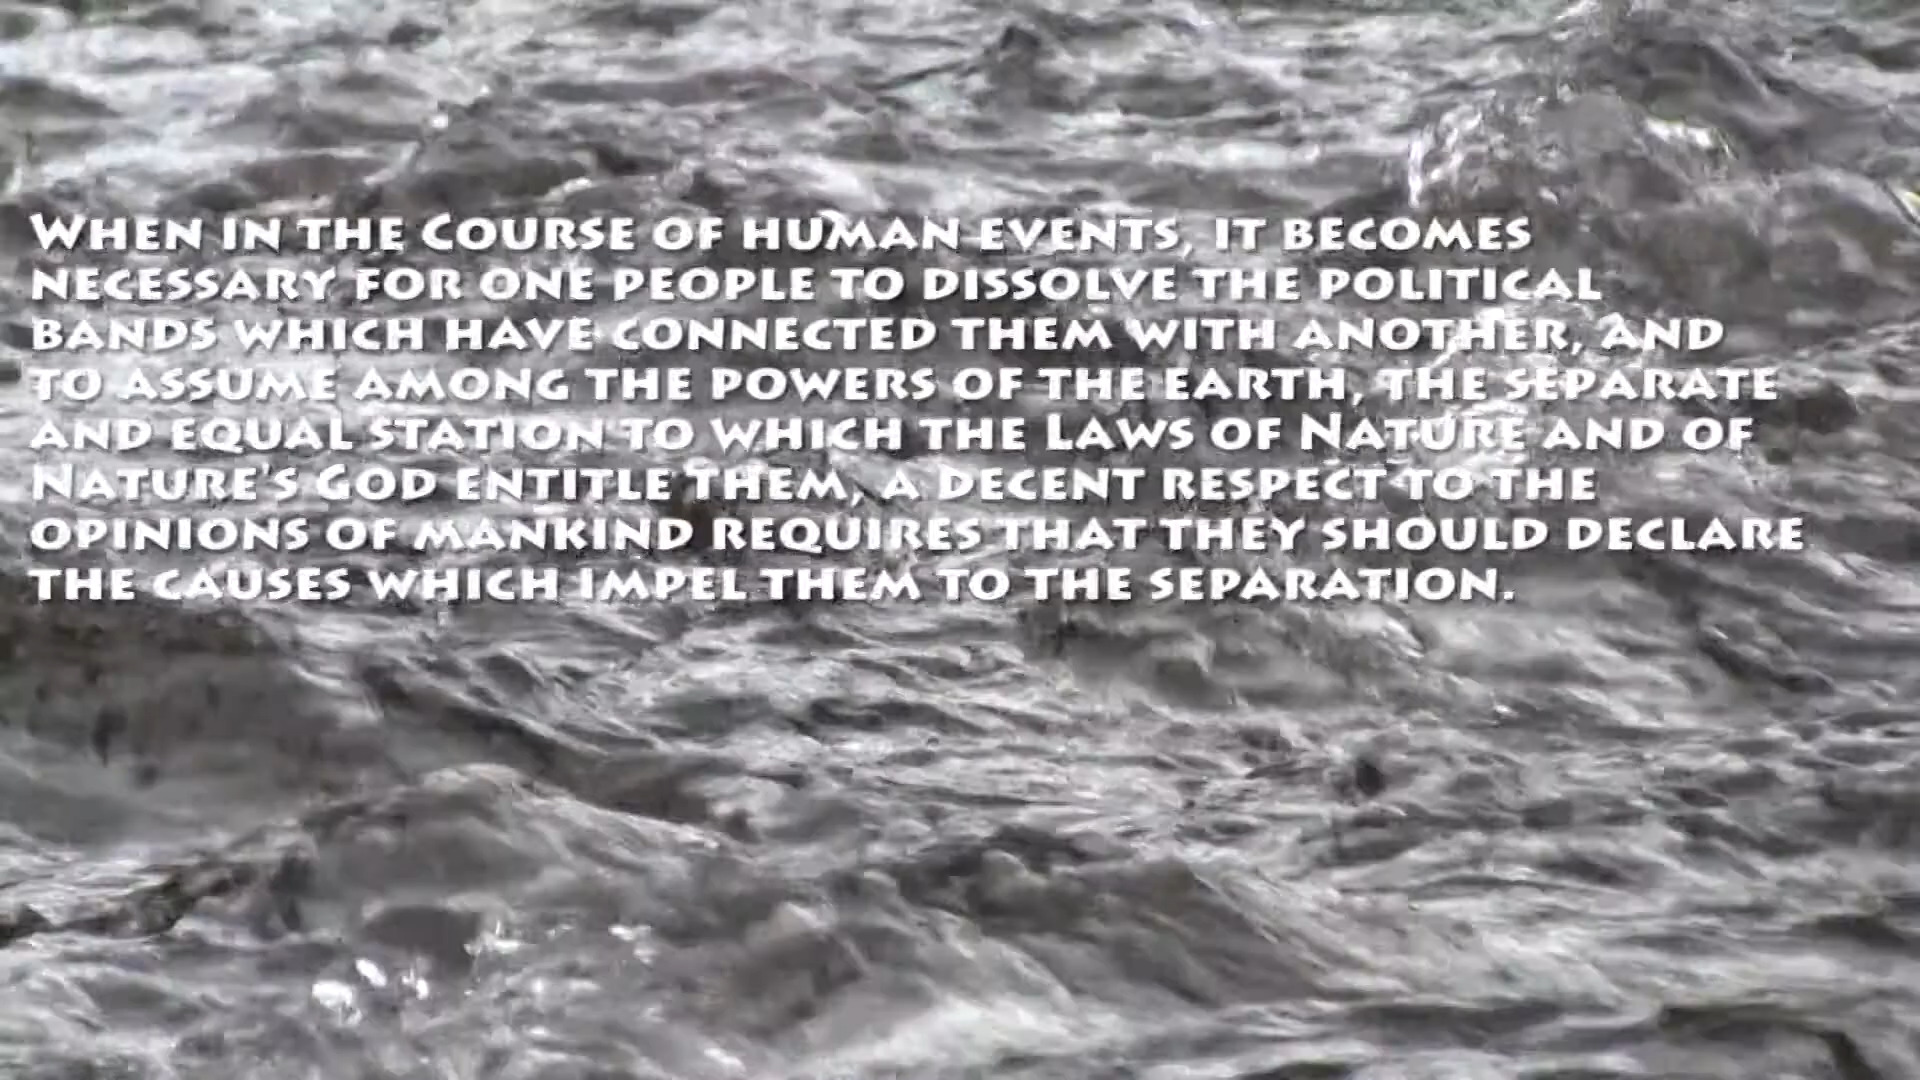 When in the Course of human events, it becomes
necessary for one people to dissolve the political
bands which have connected them with another, and
to assume among the powers of the earth, the separate
and equal station to which the Laws of Nature and of
Nature's God entitle them, a decent respect to the
opinions of mankind requires that they should declare
the causes which impel them to the separation.